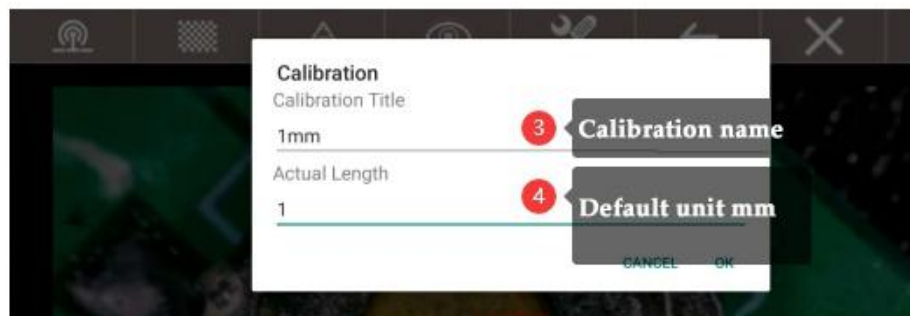 Calibration
Calibration Title
1mm
3 Calibration name
Actual Length
1
4 Default unit mm
CANCEL OK